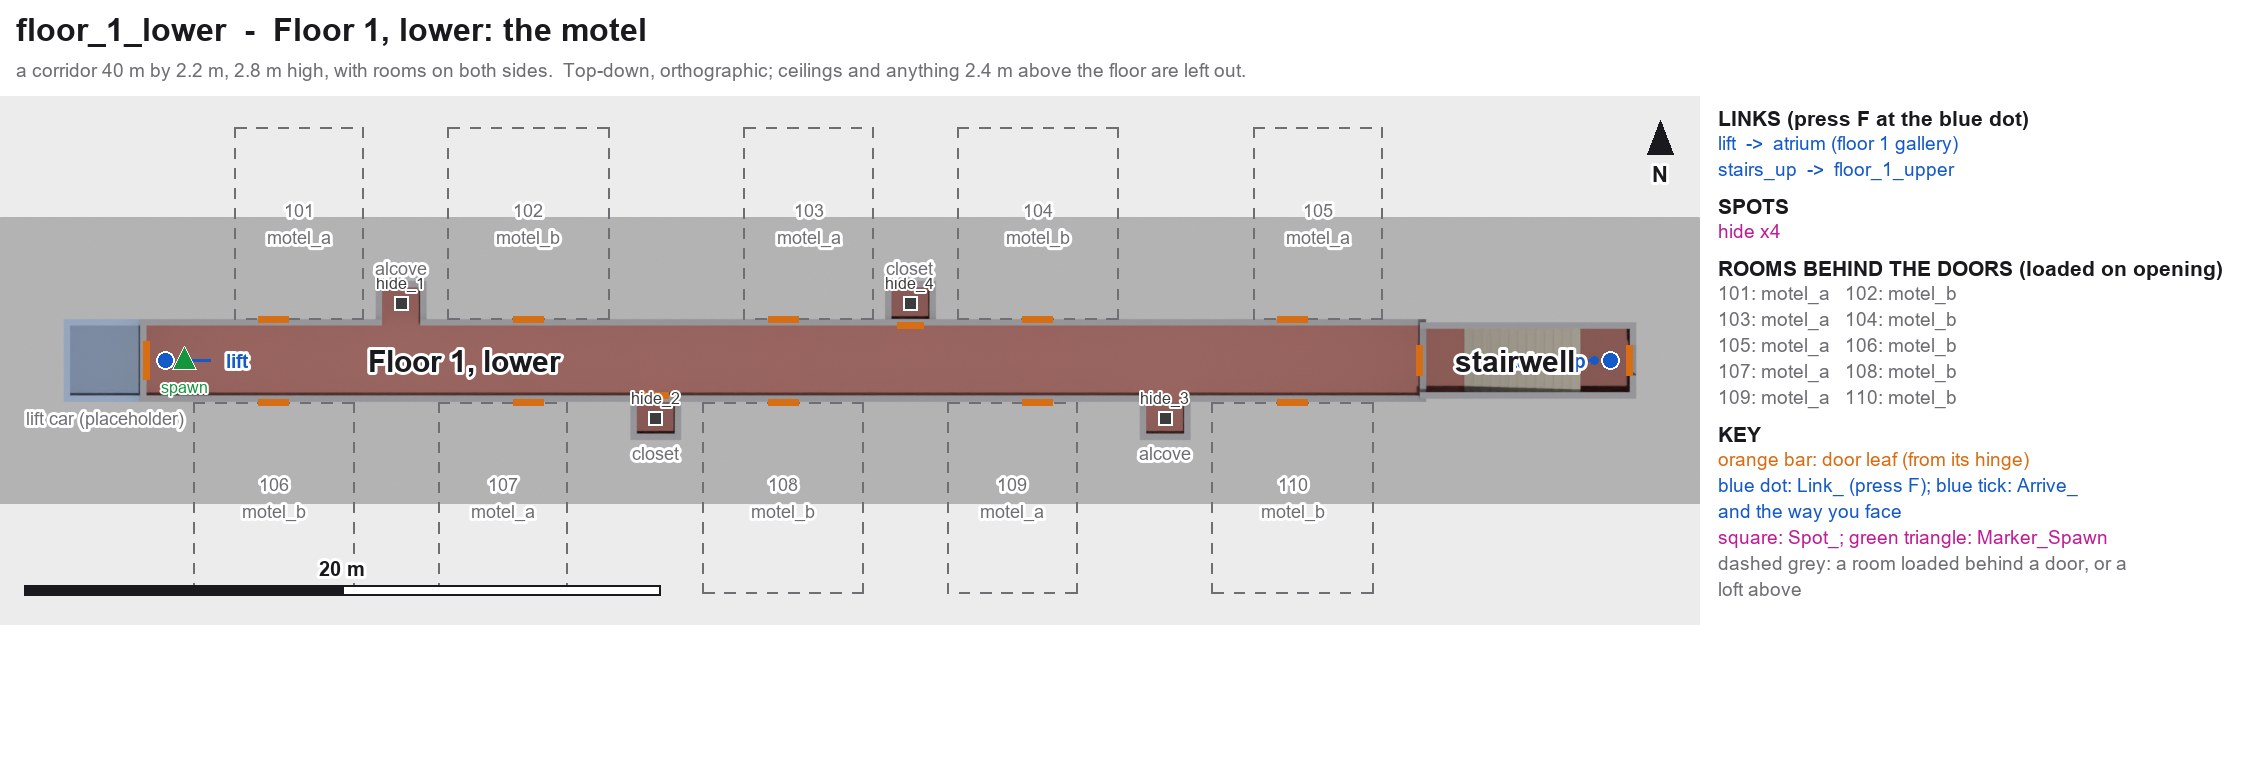 floor_1_lower  -  Floor 1, lower: the motel
a corridor 40 m by 2.2 m, 2.8 m high, with rooms on both sides.  Top-down, orthographic; ceilings and anything 2.4 m above the floor are left out.
101
motel_a
102
motel_b
103
motel_a
104
motel_b
105
motel_a
N
alcove
hide_1
closet
hide_4
lift
spawn
Floor 1, lower
stairwell
p
lift car (placeholder)
hide_2
closet
hide_3
alcove
106
motel_b
107
motel_a
108
motel_b
109
motel_a
110
motel_b
20 m
LINKS (press F at the blue dot)
lift  ->  atrium (floor 1 gallery)
stairs_up  ->  floor_1_upper
SPOTS
hide x4
ROOMS BEHIND THE DOORS (loaded on opening)
101: motel_a   102: motel_b
103: motel_a   104: motel_b
105: motel_a   106: motel_b
107: motel_a   108: motel_b
109: motel_a   110: motel_b
KEY
orange bar: door leaf (from its hinge)
blue dot: Link_ (press F); blue tick: Arrive_
and the way you face
square: Spot_; green triangle: Marker_Spawn
dashed grey: a room loaded behind a door, or a
loft above